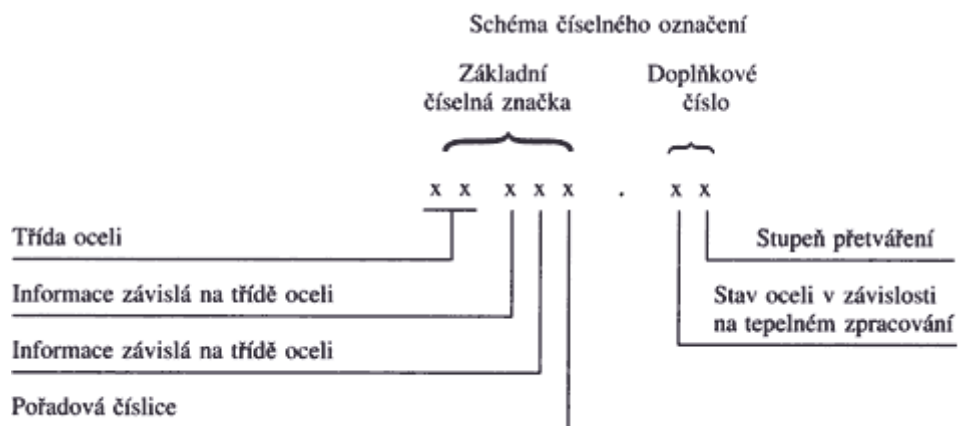 Schéma číselného označení
Základní
číselná značka
Doplňkové
číslo
x x x x x . x x
Třída oceli
Stupeň přetváření
Informace závislá na třídě oceli
Stav oceli v závislosti
na tepelném zpracování
Informace závislá na třídě oceli
Pořadová číslice